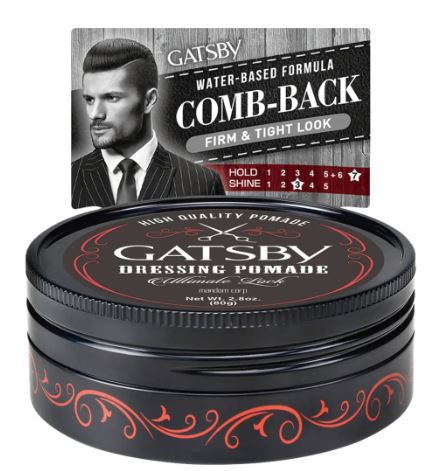 GATSBY
WATER-BASED FORMULA
COMB-BACK
FIRM & TIGHT LOOK
HOLD 1 2 3 4 5+6 7
SHINE 1 2 3 4 5
HIGH QUALITY POMADE
GATSBY
DRESSING POMADE
Ultimate Lock
mandom corp.
Net Wt. 2.8oz.
(80g)